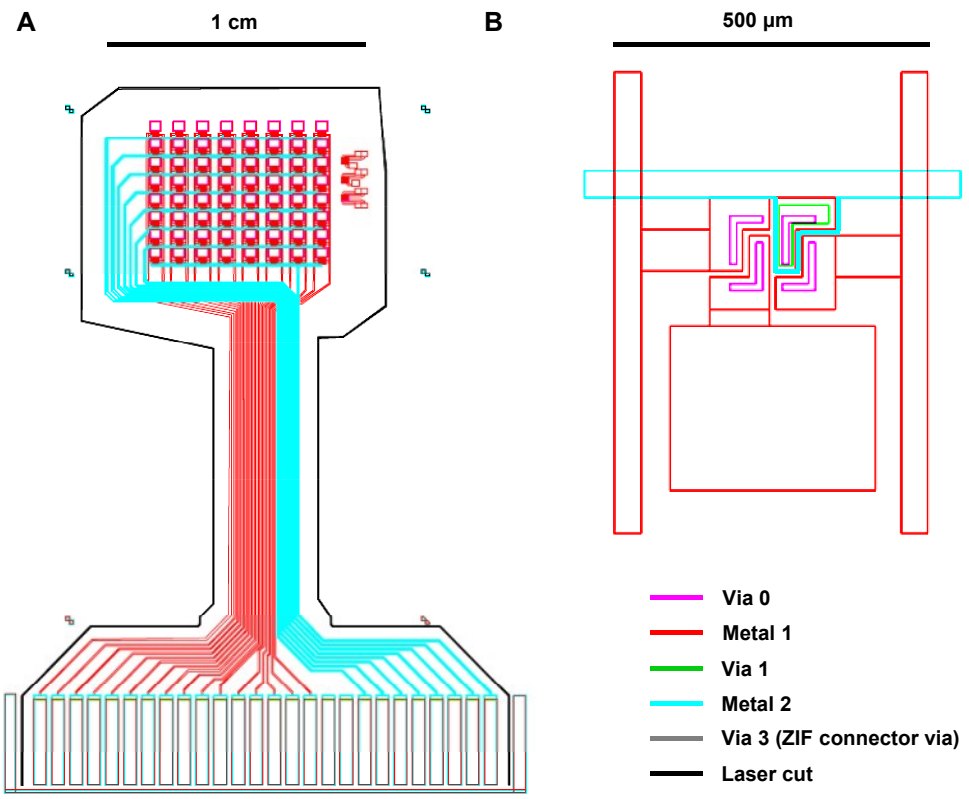 A
1 cm
B
500 µm
Via 0
Metal 1
Via 1
Metal 2
Via 3 (ZIF connector via)
Laser cut